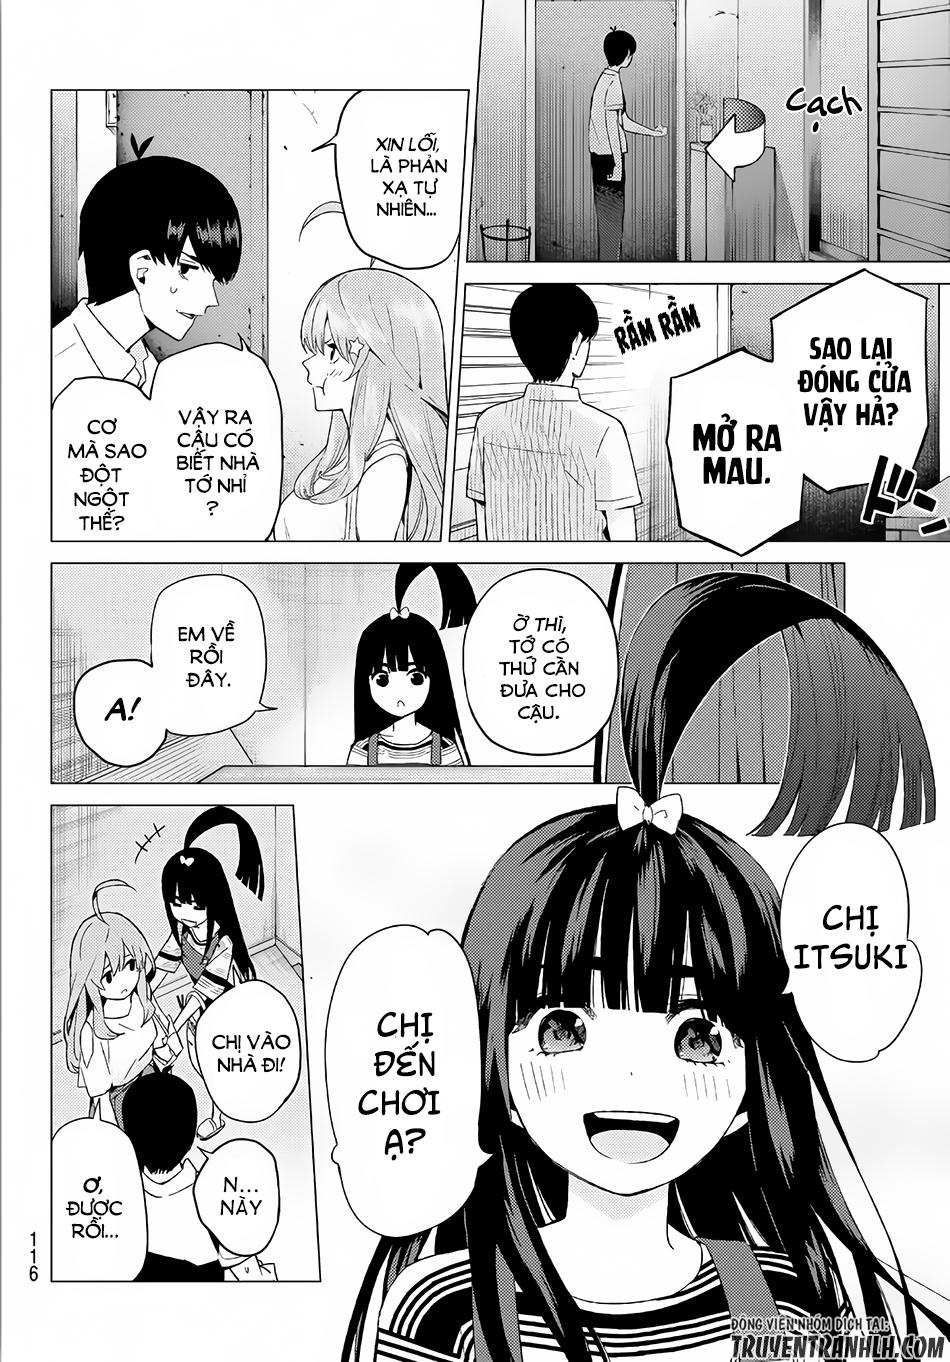 Cạch
SAO LẠI
ĐÓNG CỬA
VẬY HẢ?
MỞ RA
MAU.
RẦM RẦM
ドドド
XIN LỖI,
LÀ PHẢN
XẠ TỰ
NHIÊN...
VẬY RA
CẬU CÓ
BIẾT NHÀ
TỚ NHỈ
?
CƠ
MÀ SAO
ĐỘT
NGỘT
THẾ?
Ờ THÌ,
TỚ CÓ
THỨ CẦN
ĐƯA CHO
CẬU.
EM VỀ
RỒI
ĐÂY.
A!
CHỊ
ITSUKI
CHỊ
ĐẾN
CHƠI
Ạ?
CHỊ VÀO
NHÀ ĐI!
N...
NÀY
Ơ,
ĐƯỢC
RỒI...
116
ĐỘNG VIÊN NHÓM DỊCH TẠI:
TRUYENTRANHLH.COM